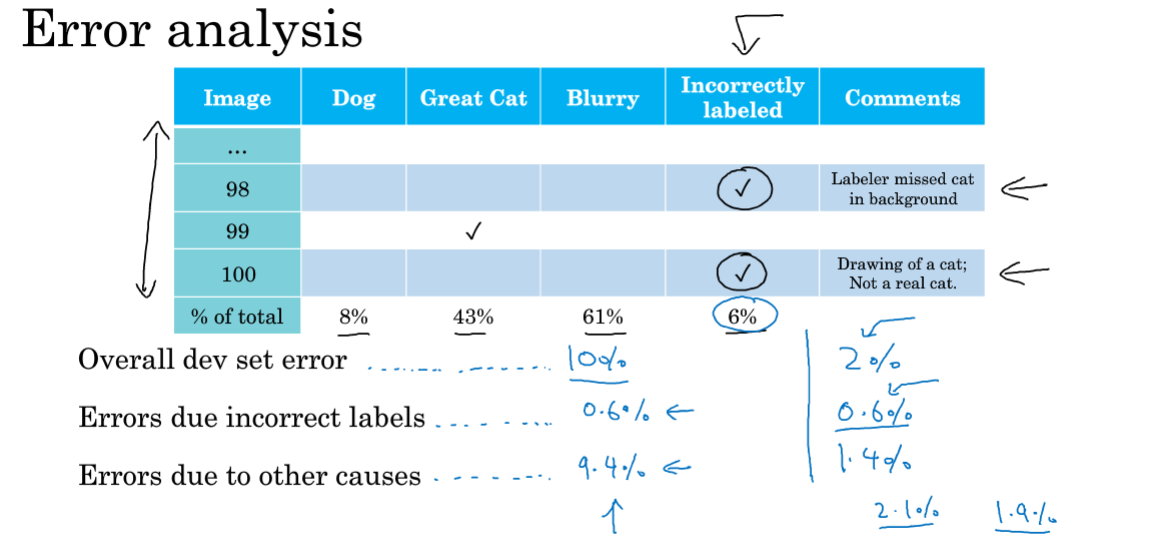 Error analysis
Image Dog Great Cat Blurry Incorrectly labeled Comments
...
98 ✓ Labeler missed cat in background
99 ✓
100 ✓ Drawing of a cat; Not a real cat.
% of total 8% 43% 61% 6%
Overall dev set error 10% 2%
Errors due incorrect labels 0.6% 0.6%
Errors due to other causes 9.4% 1.4%
2.1% 1.9%